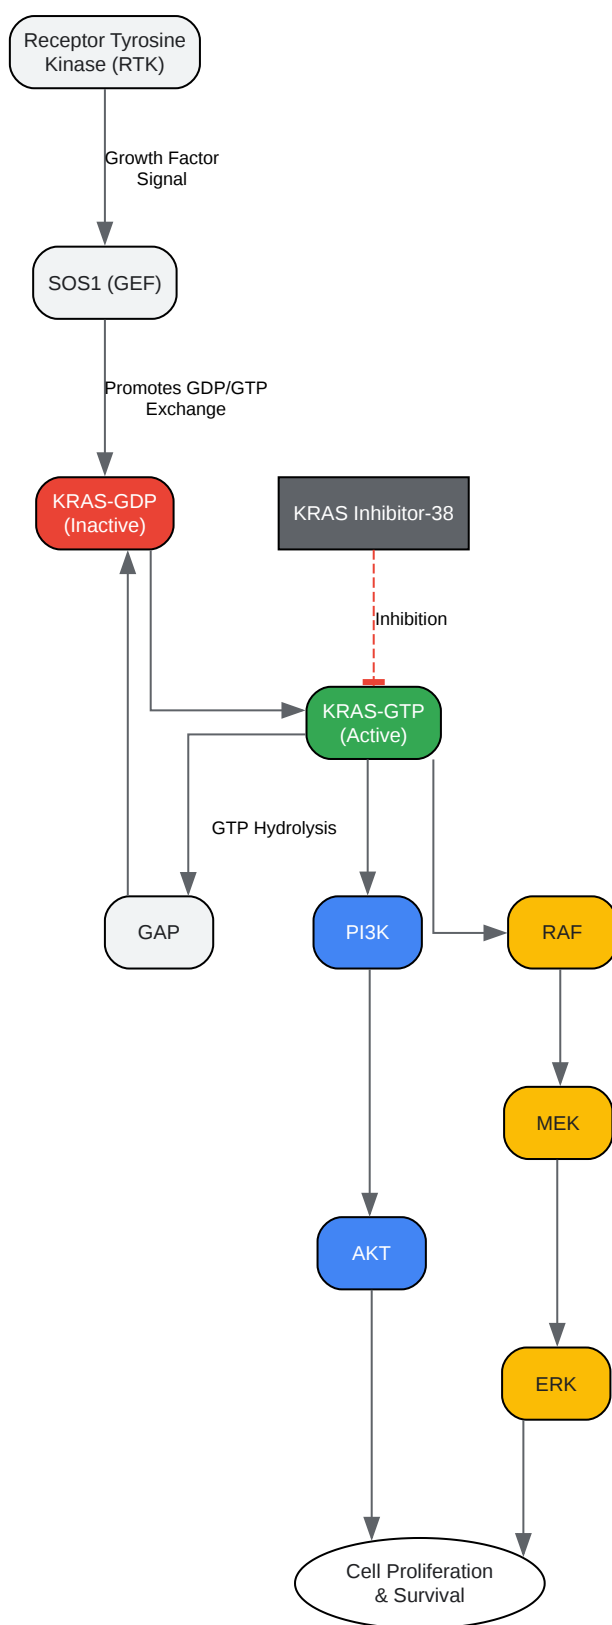 Receptor Tyrosine
Kinase (RTK)
Growth Factor
Signal
SOS1 (GEF)
Promotes GDP/GTP
Exchange
KRAS-GDP
(Inactive)
KRAS Inhibitor-38
Inhibition
KRAS-GTP
(Active)
GTP Hydrolysis
GAP
PI3K
RAF
MEK
AKT
ERK
Cell Proliferation
& Survival